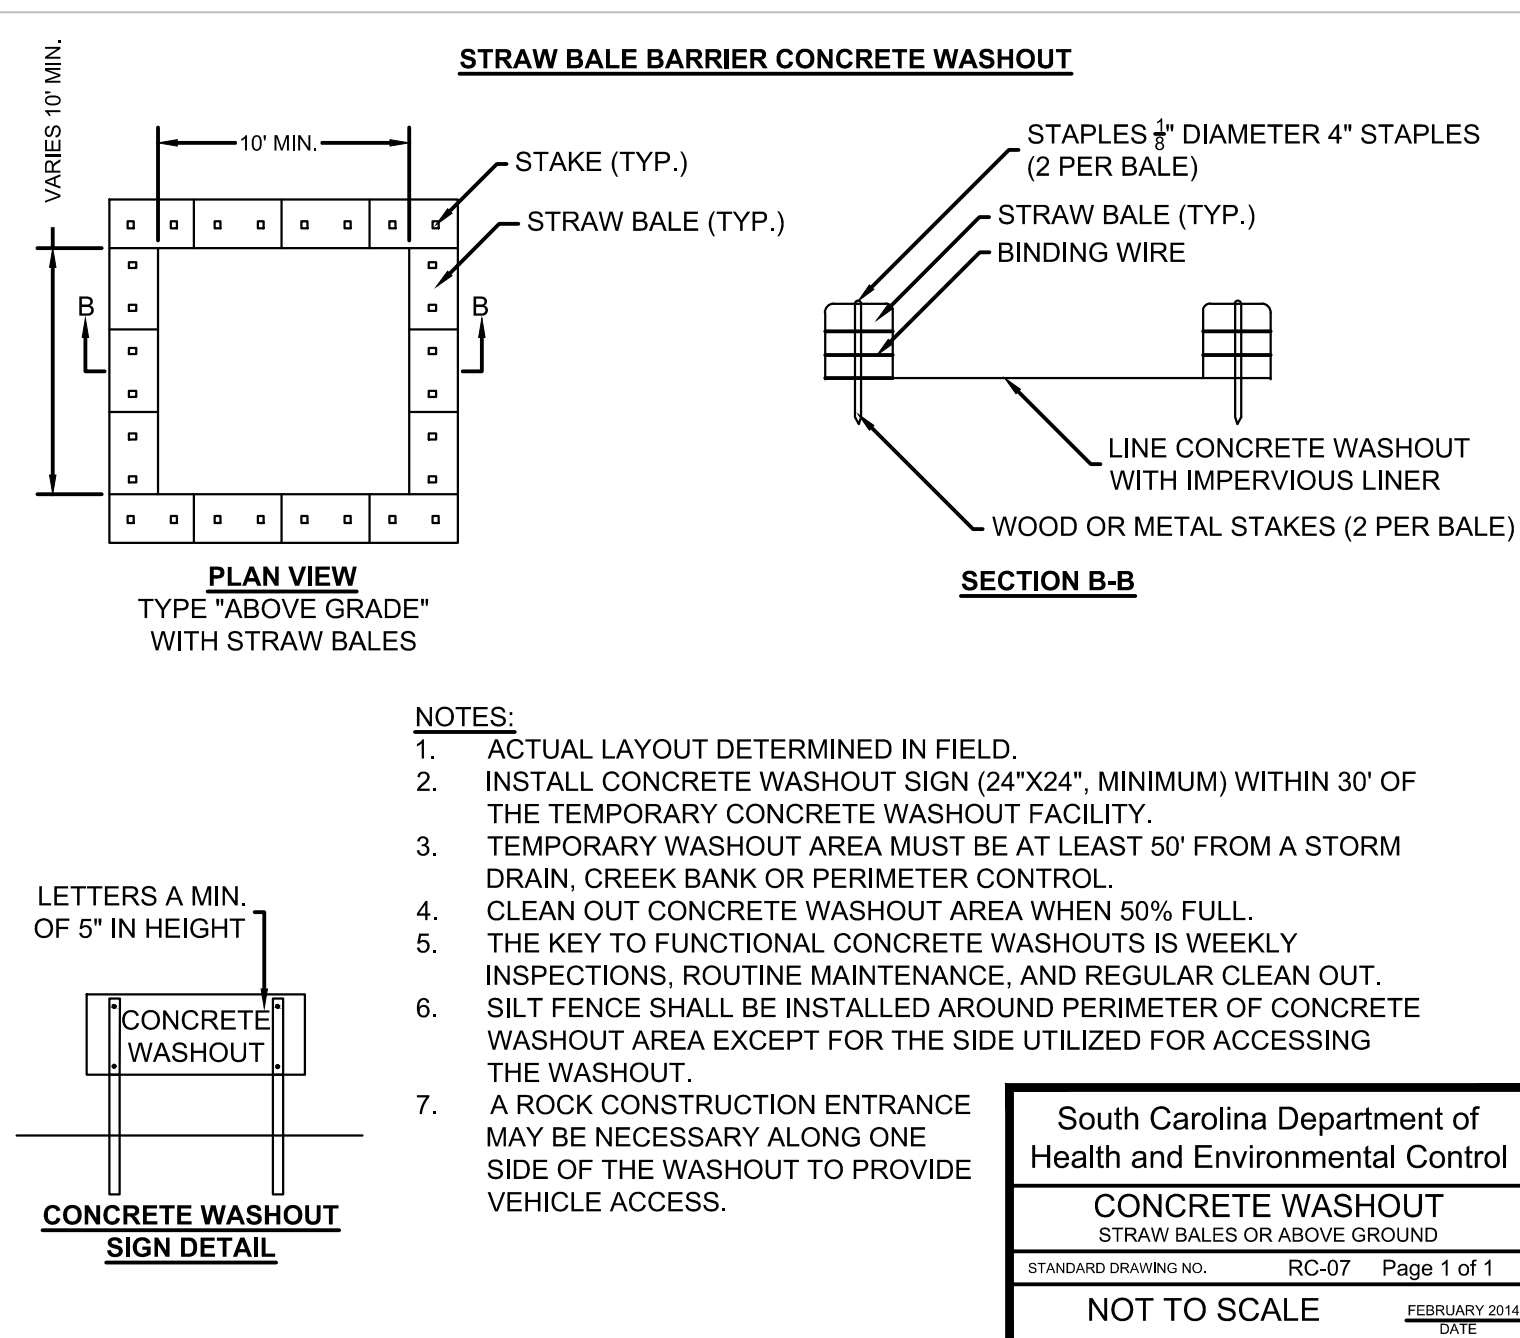 STRAW BALE BARRIER CONCRETE WASHOUT
VARIES 10' MIN.
10' MIN.
STAKE (TYP.)
STRAW BALE (TYP.)
B
B
PLAN VIEW
TYPE "ABOVE GRADE"
WITH STRAW BALES
STAPLES 1/8" DIAMETER 4" STAPLES
(2 PER BALE)
STRAW BALE (TYP.)
BINDING WIRE
LINE CONCRETE WASHOUT
WITH IMPERVIOUS LINER
WOOD OR METAL STAKES (2 PER BALE)
SECTION B-B
NOTES:
1. ACTUAL LAYOUT DETERMINED IN FIELD.
2. INSTALL CONCRETE WASHOUT SIGN (24"X24", MINIMUM) WITHIN 30' OF
THE TEMPORARY CONCRETE WASHOUT FACILITY.
3. TEMPORARY WASHOUT AREA MUST BE AT LEAST 50' FROM A STORM
DRAIN, CREEK BANK OR PERIMETER CONTROL.
4. CLEAN OUT CONCRETE WASHOUT AREA WHEN 50% FULL.
5. THE KEY TO FUNCTIONAL CONCRETE WASHOUTS IS WEEKLY
INSPECTIONS, ROUTINE MAINTENANCE, AND REGULAR CLEAN OUT.
6. SILT FENCE SHALL BE INSTALLED AROUND PERIMETER OF CONCRETE
WASHOUT AREA EXCEPT FOR THE SIDE UTILIZED FOR ACCESSING
THE WASHOUT.
7. A ROCK CONSTRUCTION ENTRANCE
MAY BE NECESSARY ALONG ONE
SIDE OF THE WASHOUT TO PROVIDE
VEHICLE ACCESS.
LETTERS A MIN.
OF 5" IN HEIGHT
CONCRETE
WASHOUT
CONCRETE WASHOUT
SIGN DETAIL
South Carolina Department of
Health and Environmental Control
CONCRETE WASHOUT
STRAW BALES OR ABOVE GROUND
STANDARD DRAWING NO. RC-07 Page 1 of 1
NOT TO SCALE
FEBRUARY 2014
DATE